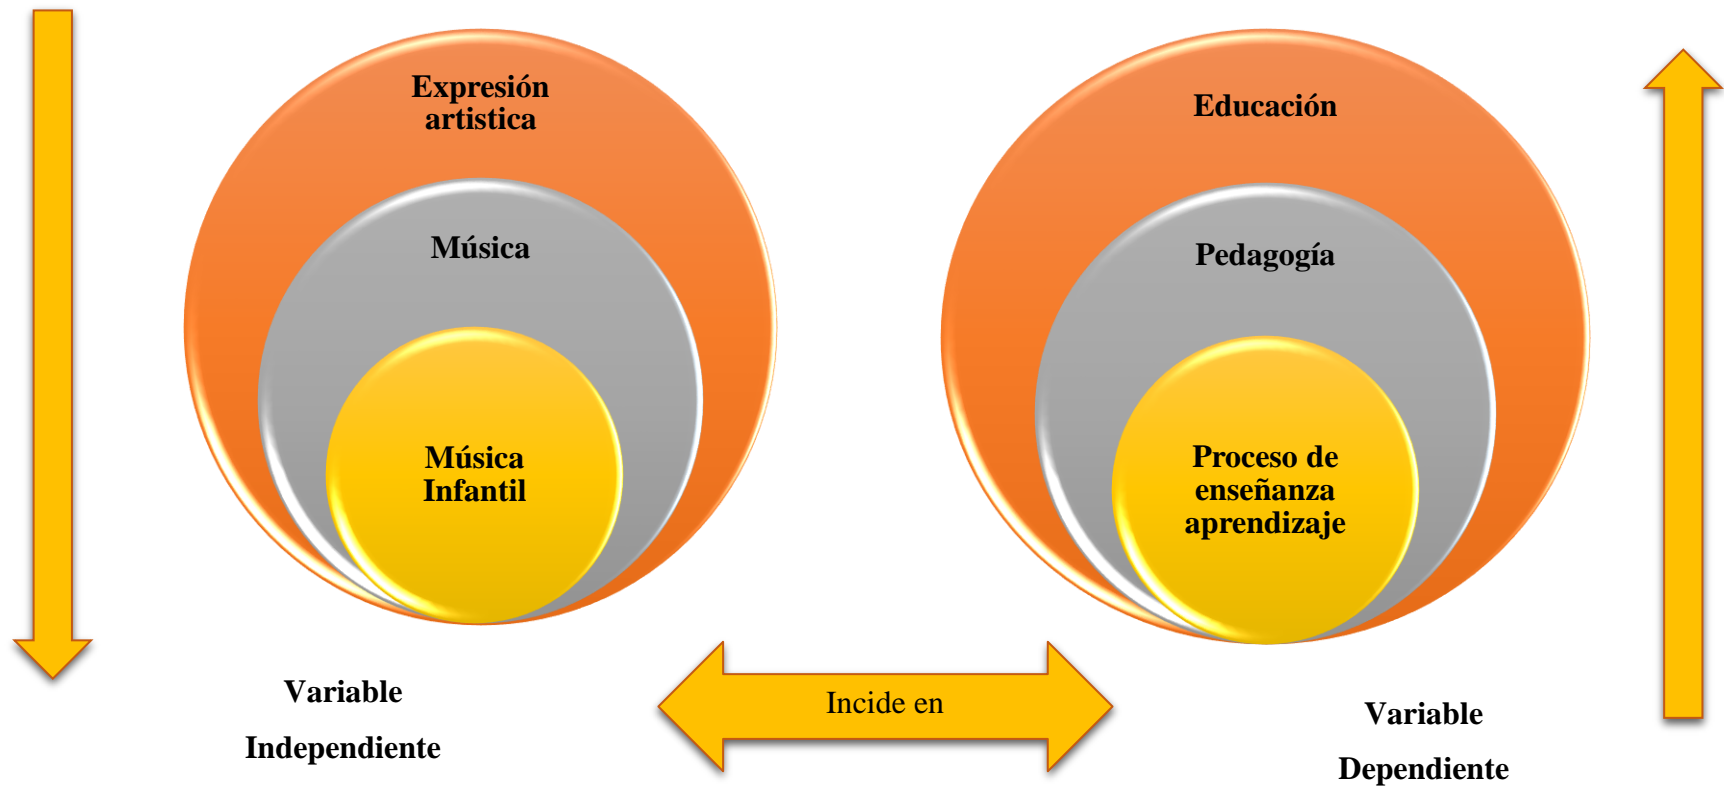 Expresión
artistica
Música
Música
Infantil
Variable
Independiente
Incide en
Educación
Pedagogía
Proceso de
enseñanza
aprendizaje
Variable
Dependiente